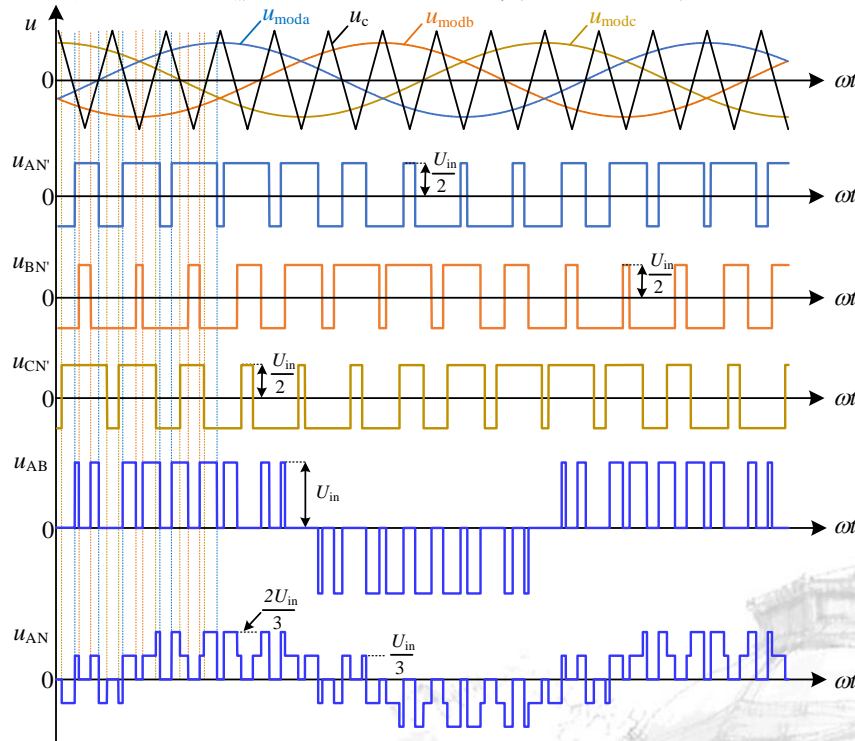 u u_moda u_c u_modb u_modc
0 ωt
u_AN' U_in/2
0 ωt
u_BN' U_in/2
0 ωt
u_CN' U_in/2
0 ωt
u_AB
U_in
0 ωt
2U_in/3
u_AN U_in/3
0 ωt